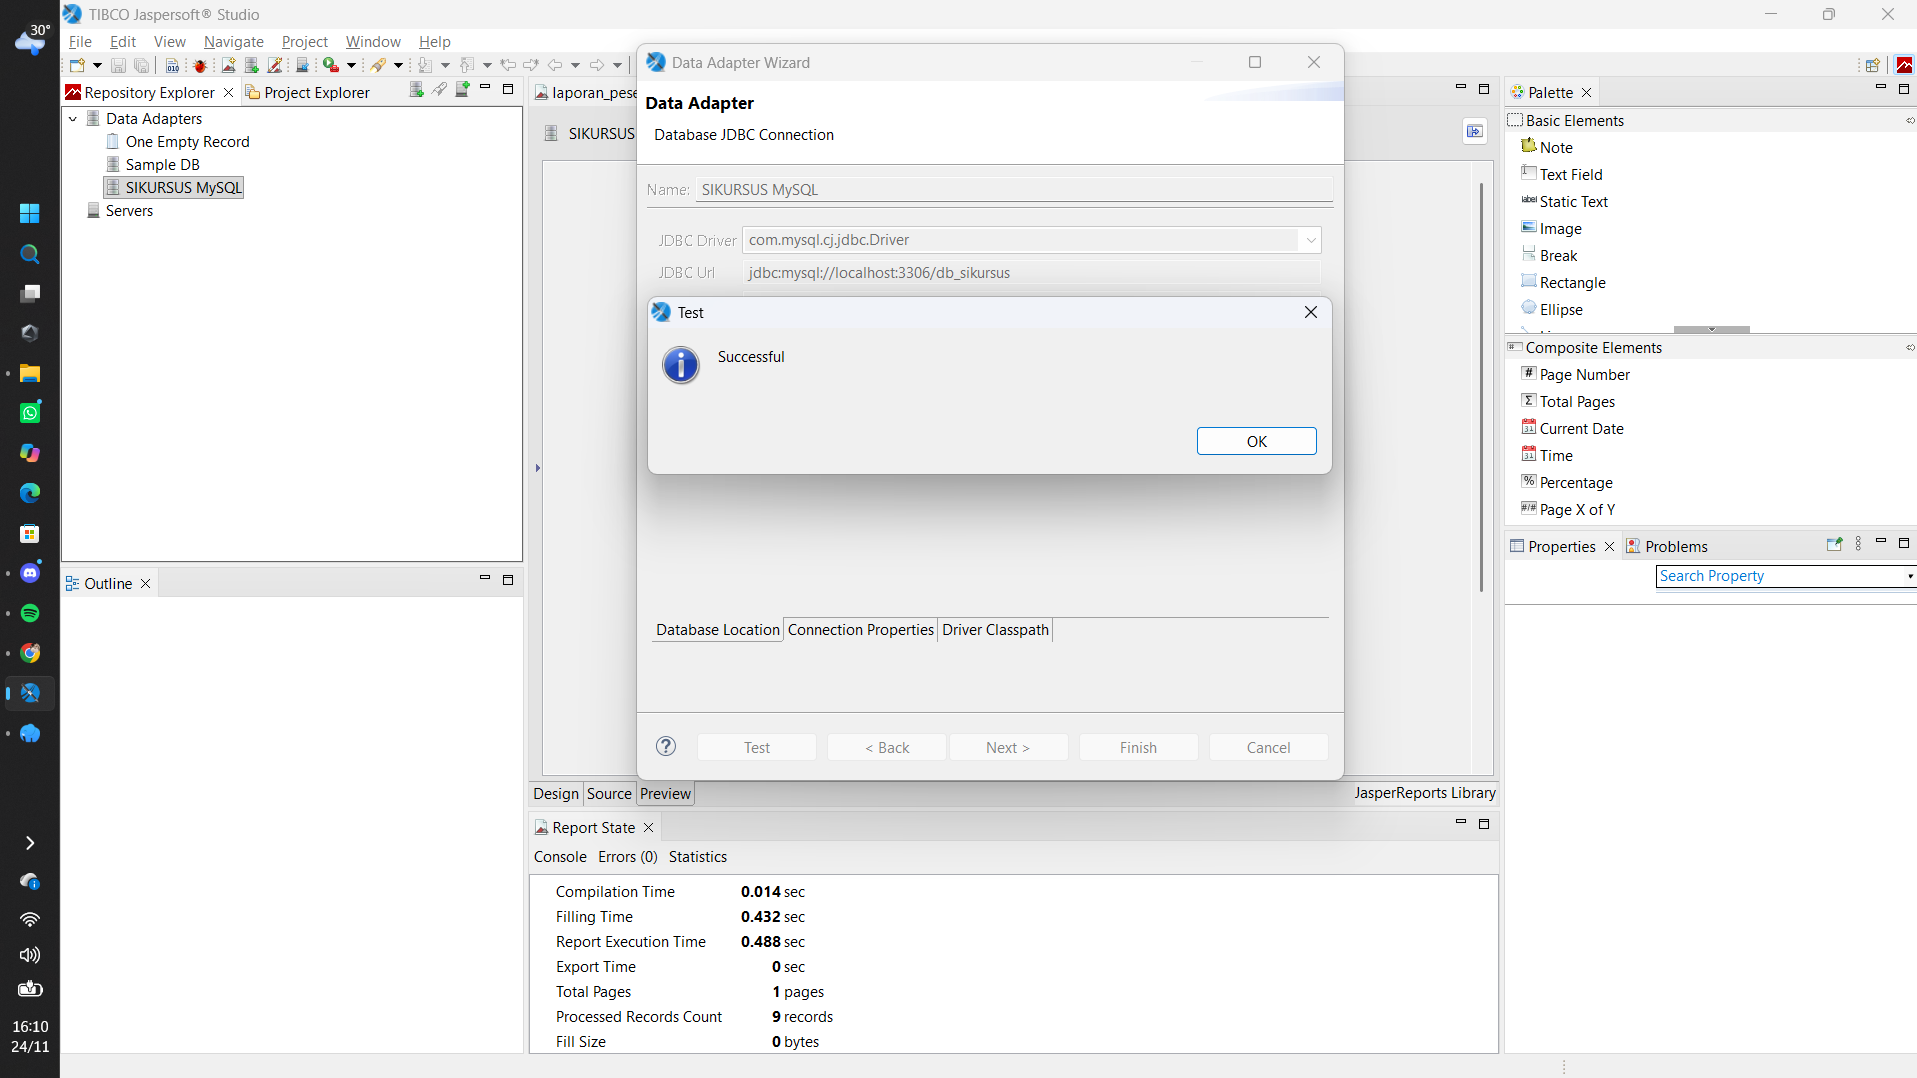 30°
TIBCO Jaspersoft® Studio
File Edit View Navigate Project Window Help
Repository Explorer
Project Explorer
Data Adapters
One Empty Record
Sample DB
SIKURSUS MySQL
Servers
Outline
laporan_pese
SIKURSUS
Data Adapter Wizard
Data Adapter
Database JDBC Connection
Name: SIKURSUS MySQL
JDBC Driver com.mysql.cj.jdbc.Driver
JDBC Url jdbc:mysql://localhost:3306/db_sikursus
Test
Successful
OK
Database Location Connection Properties Driver Classpath
Test < Back Next > Finish Cancel
Design Source Preview
JasperReports Library
Report State
Console Errors (0) Statistics
Compilation Time 0.014 sec
Filling Time 0.432 sec
Report Execution Time 0.488 sec
Export Time 0 sec
Total Pages 1 pages
Processed Records Count 9 records
Fill Size 0 bytes
Palette
Basic Elements
Note
Text Field
label Static Text
Image
Break
Rectangle
Ellipse
Composite Elements
# Page Number
Σ Total Pages
31 Current Date
31 Time
% Percentage
#/# Page X of Y
Properties
Problems
Search Property
16:10
24/11